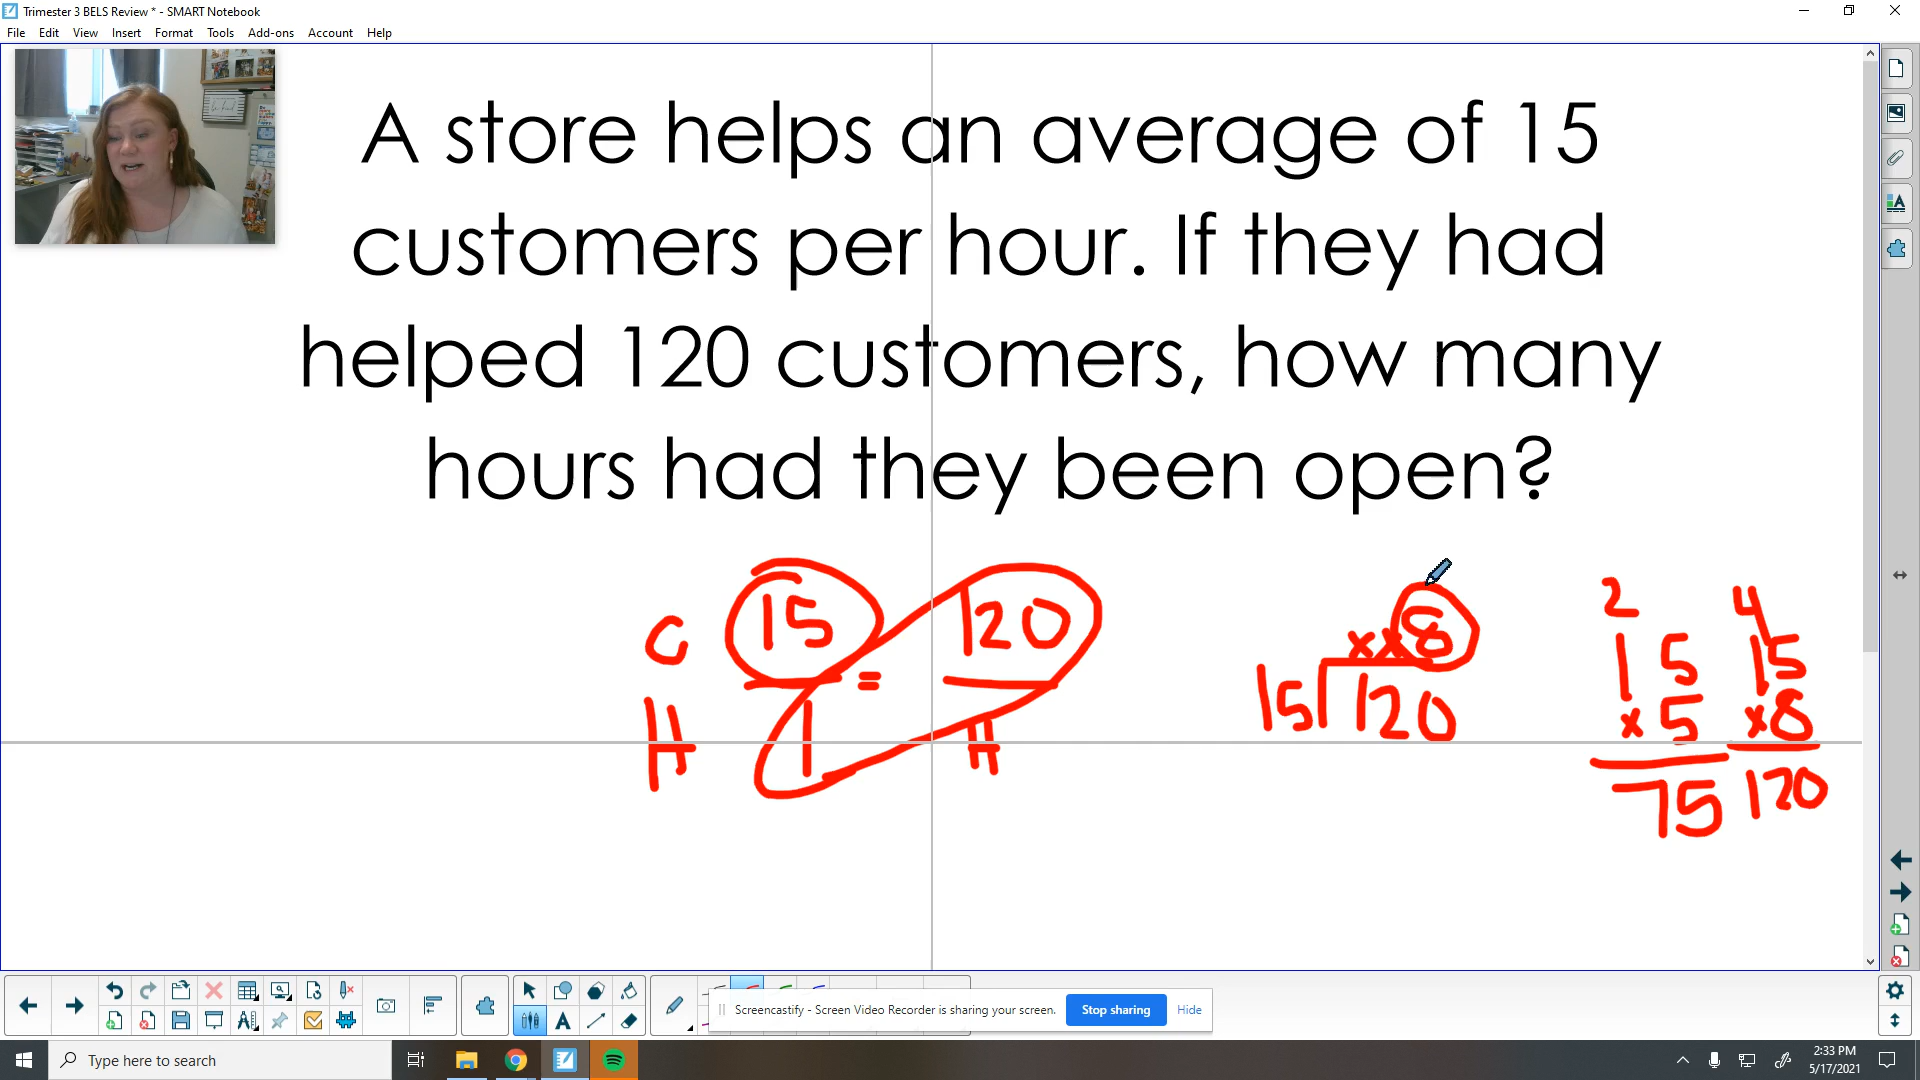 Trimester 3 BELS Review * - SMART Notebook
File Edit View Insert Format Tools Add-ons Account Help
A store helps an average of 15
customers per hour. If they had
helped 120 customers, how many
hours had they been open?
C 15 = 120
H 1 H
xx8
15 120
2
15
x 5
75
4
15
x8
120
Screencastify - Screen Video Recorder is sharing your screen. Stop sharing Hide
Type here to search
2:33 PM
5/17/2021